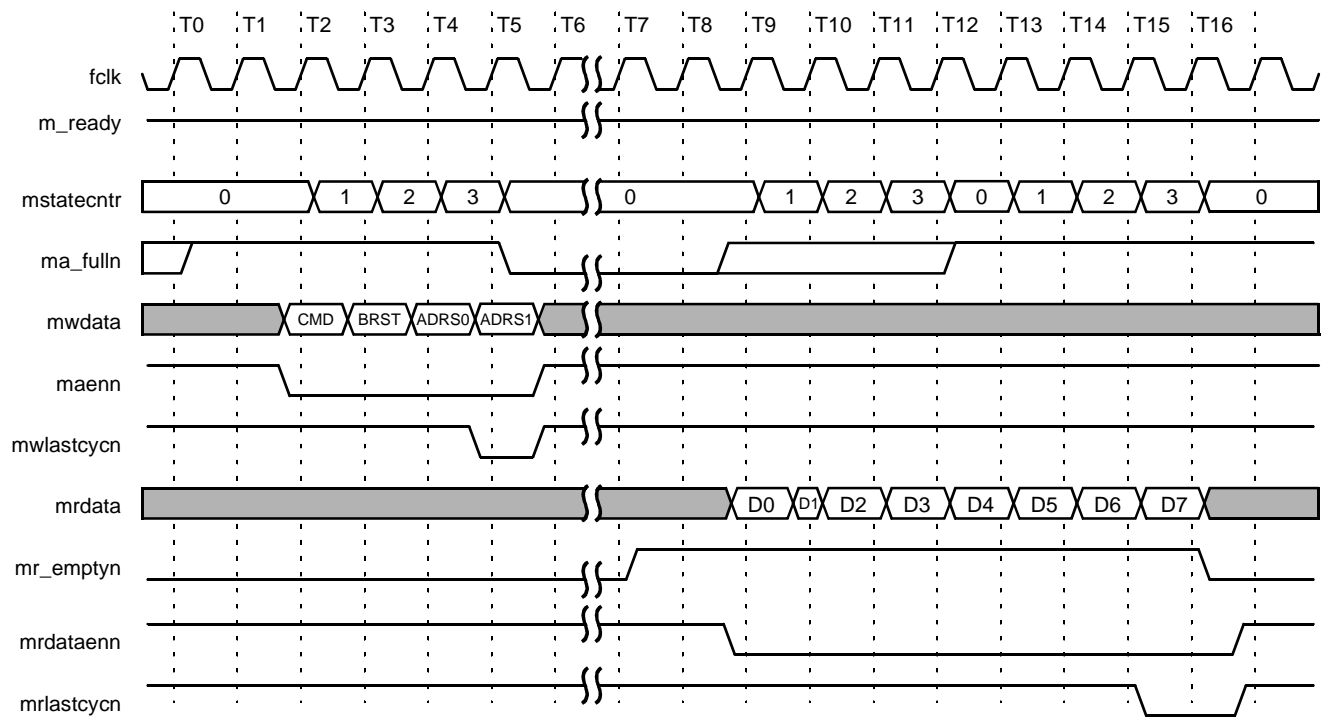 T0 T1 T2 T3 T4 T5 T6 T7 T8 T9 T10 T11 T12 T13 T14 T15 T16
fclk
m_ready
mstatecntr 0 1 2 3 0 1 2 3 0 1 2 3 0
ma_fulln
mwdata CMD BRST ADRS0 ADRS1
maenn
mwlastcycn
mrdata D0 D1 D2 D3 D4 D5 D6 D7
mr_emptyn
mrdataenn
mrlastcycn